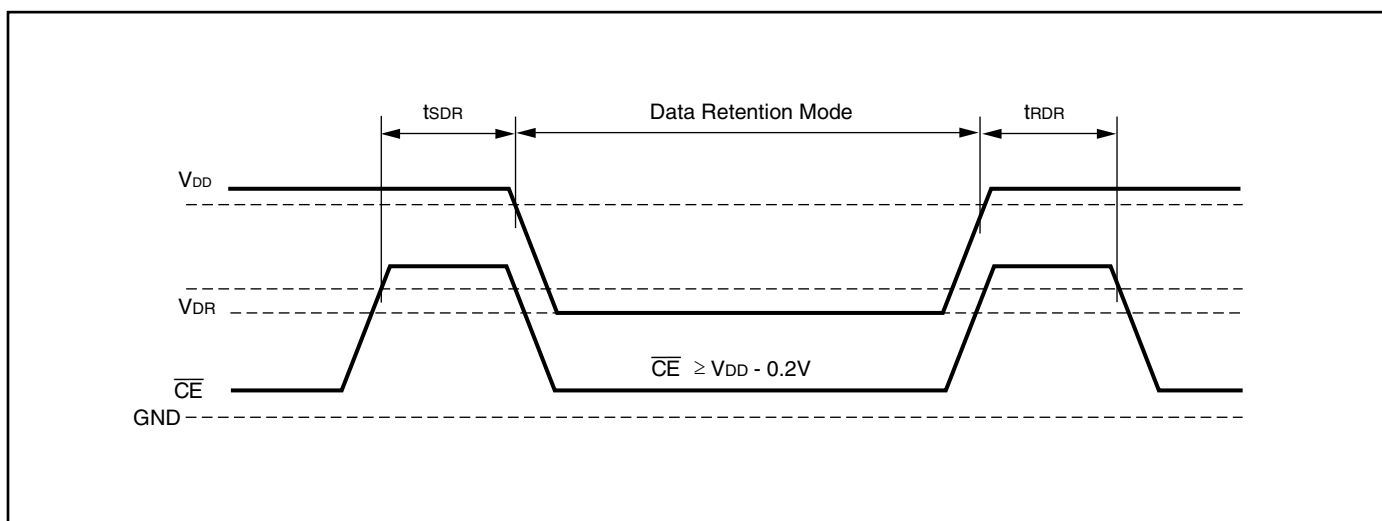 tSDR Data Retention Mode tRDR
VDD
VDR
CE ≥ VDD - 0.2V
CE
GND